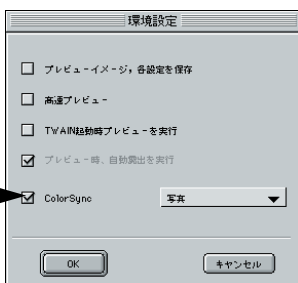 環境設定
プレビューイメージ，各設定を保存
高速プレビュー
TWAIN起動時プレビューを実行
プレビュー時、自動露出を実行
ColorSync
写真
OK
キャンセル